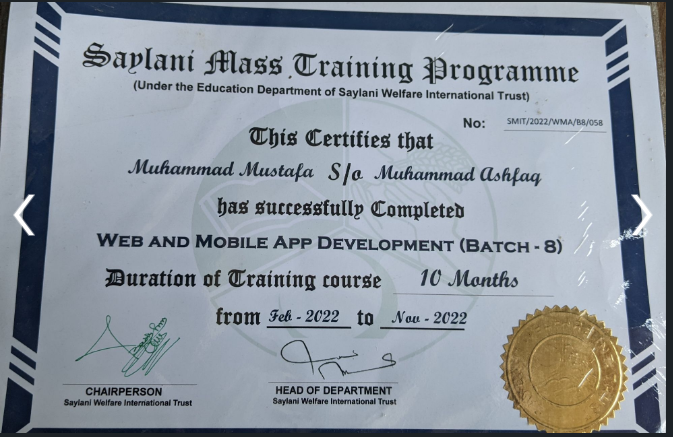 Saylani Mass Training Programme
(Under the Education Department of Saylani Welfare International Trust)
No: SMIT/2022/WMA/B8/058
This Certifies that
Muhammad Mustafa S/o Muhammad Ashfaq
has successfully Completed
WEB AND MOBILE APP DEVELOPMENT (BATCH - 8)
Duration of Training course 10 Months
from Feb - 2022 to Nov - 2022
CHAIRPERSON
Saylani Welfare International Trust
HEAD OF DEPARTMENT
Saylani Welfare International Trust